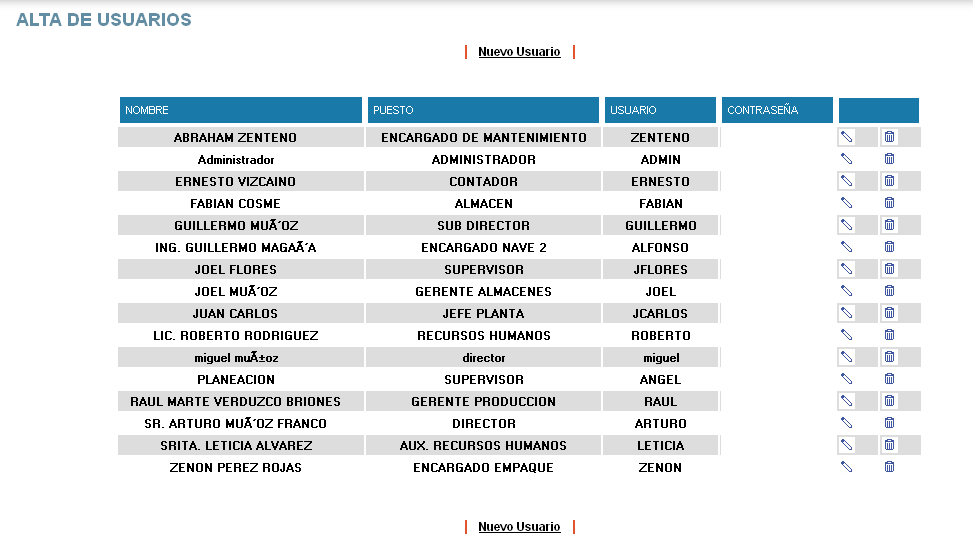 ALTA DE USUARIOS
Nuevo Usuario
NOMBRE PUESTO USUARIO CONTRASEÑA
ABRAHAM ZENTENO ENCARGADO DE MANTENIMIENTO ZENTENO
Administrador ADMINISTRADOR ADMIN
ERNESTO VIZCAINO CONTADOR ERNESTO
FABIAN COSME ALMACEN FABIAN
GUILLERMO MUÃ´OZ SUB DIRECTOR GUILLERMO
ING. GUILLERMO MAGAÃ´A ENCARGADO NAVE 2 ALFONSO
JOEL FLORES SUPERVISOR JFLORES
JOEL MUÃ´OZ GERENTE ALMACENES JOEL
JUAN CARLOS JEFE PLANTA JCARLOS
LIC. ROBERTO RODRIGUEZ RECURSOS HUMANOS ROBERTO
miguel muÃ±oz director miguel
PLANEACION SUPERVISOR ANGEL
RAUL MARTE VERDUZCO BRIONES GERENTE PRODUCCION RAUL
SR. ARTURO MUÃ´OZ FRANCO DIRECTOR ARTURO
SRITA. LETICIA ALVAREZ AUX. RECURSOS HUMANOS LETICIA
ZENON PEREZ ROJAS ENCARGADO EMPAQUE ZENON
Nuevo Usuario